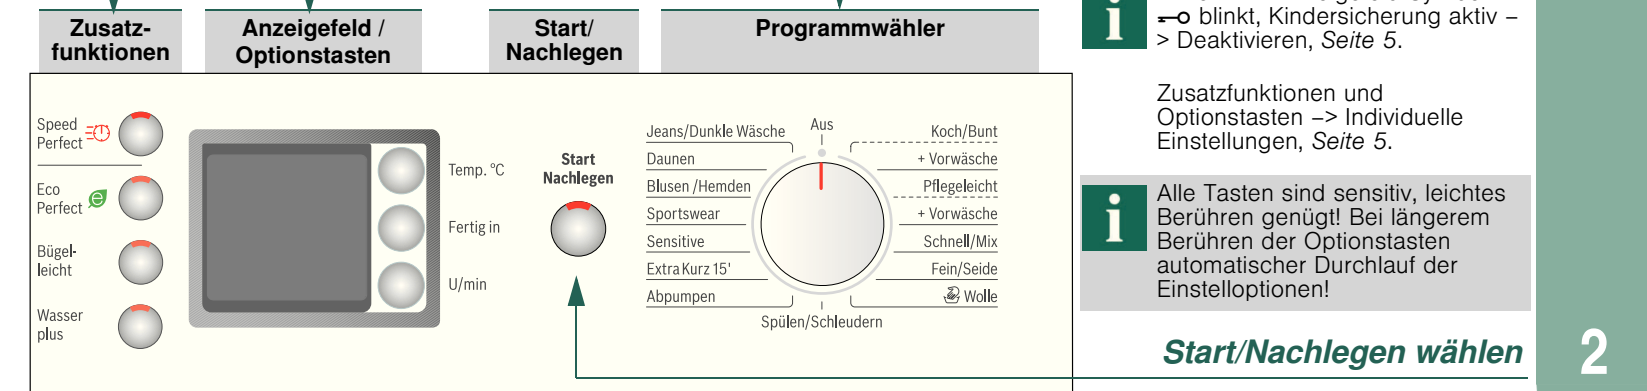 Zusatz-
funktionen
Anzeigefeld /
Optionstasten
Start/
Nachlegen
Programmwähler
Speed
Perfect
Eco
Perfect
Bügel-
leicht
Wasser
plus
Temp. °C
Fertig in
U/min
Start
Nachlegen
Jeans/Dunkle Wäsche
Daunen
Blusen /Hemden
Sportswear
Sensitive
Extra Kurz 15'
Abpumpen
Aus
Koch/Bunt
+ Vorwäsche
Pflegeleicht
+ Vorwäsche
Schnell/Mix
Fein/Seide
Wolle
Spülen/Schleudern
i
blinkt, Kindersicherung aktiv –
> Deaktivieren, Seite 5.
Zusatzfunktionen und
Optionstasten –> Individuelle
Einstellungen, Seite 5.
i
Alle Tasten sind sensitiv, leichtes
Berühren genügt! Bei längerem
Berühren der Optionstasten
automatischer Durchlauf der
Einstelloptionen!
Start/Nachlegen wählen
2